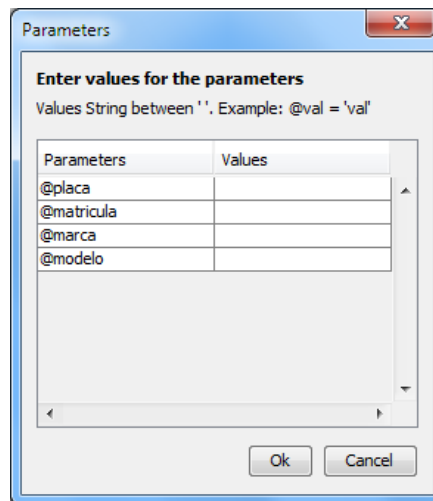 Parameters
Enter values for the parameters
Values String between ' '. Example: @val = 'val'
Parameters Values
@placa
@matricula
@marca
@modelo
Ok Cancel